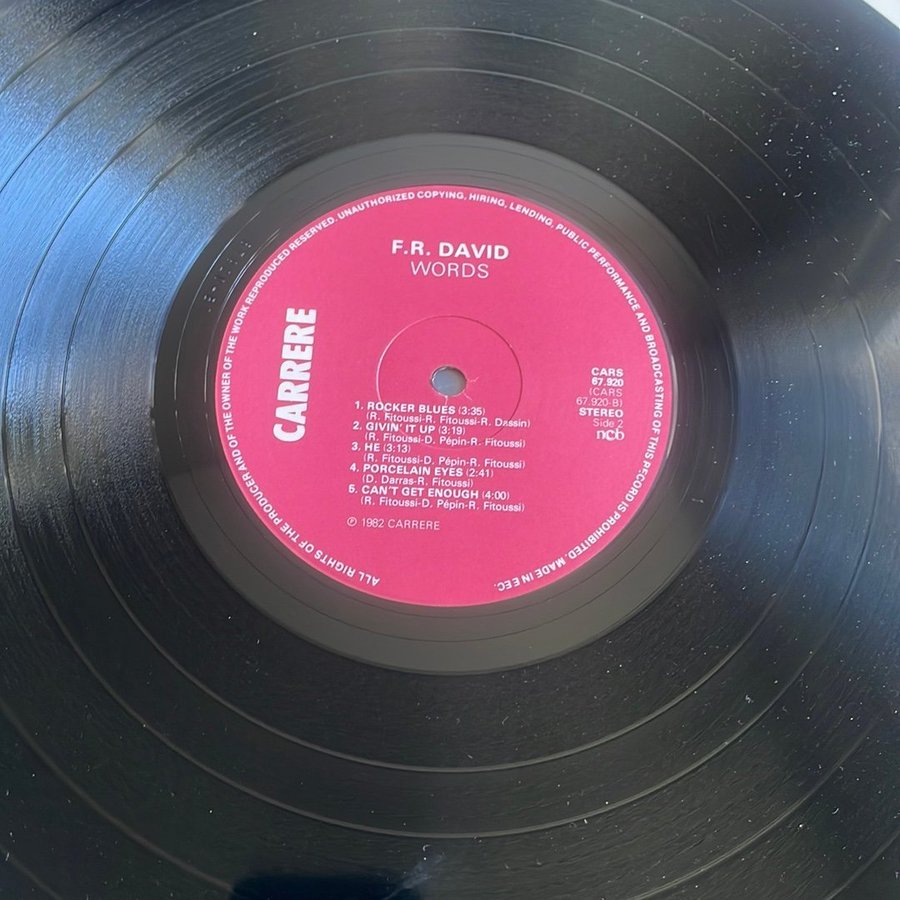 ALL RIGHTS OF THE PRODUCER AND OF THE OWNER OF THE WORK REPRODUCED RESERVED. UNAUTHORIZED COPYING, HIRING, LENDING, PUBLIC PERFORMANCE AND BROADCASTING OF THIS RECORD IS PROHIBITED. MADE IN EEC.
F.R. DAVID
WORDS
CARRERE
CARS
67.920
(CARS
67.920-B)
STEREO
Side 2
ncb
1. ROCKER BLUES (3:35)
(R. Fitoussi-R. Fitoussi-R. Dassin)
2. GIVIN' IT UP (3:19)
(R. Fitoussi-D. Pépin-R. Fitoussi)
3. HE (3:13)
(R. Fitoussi-D. Pépin-R. Fitoussi)
4. PORCELAIN EYES (2:41)
(D. Darras-R. Fitoussi)
5. CAN'T GET ENOUGH (4:00)
(R. Fitoussi-D. Pépin-R. Fitoussi)
℗ 1982 CARRERE